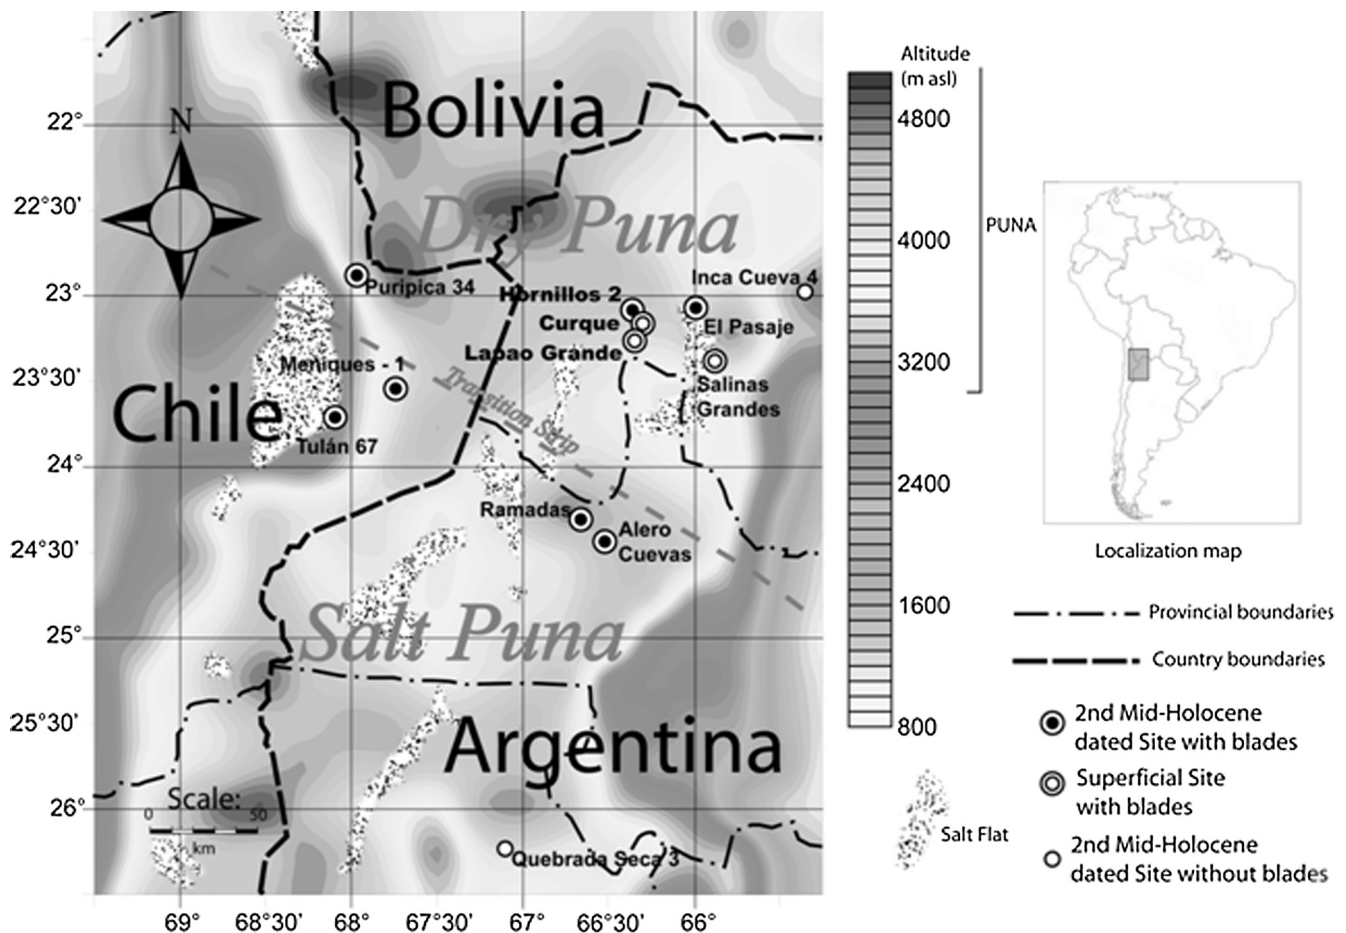 Bolivia
Dry Puna
N
22°
22°30'
23°
23°30'
24°
24°30'
25°
25°30'
26°
Puripica 34
Inca Cueva 4
Hornillos 2
Curque
El Pasaje
Lapao Grande
Meniques - 1
Salinas
Grandes
Chile
Transition Strip
Tulán 67
Ramadas
Alero
Cuevas
Salt Puna
Argentina
Scale:
0 50
km
Quebrada Seca 3
69° 68°30' 68° 67°30' 67° 66°30' 66°
Altitude
(m asl)
4800
4000
3200
2400
1600
800
PUNA
Localization map
Provincial boundaries
Country boundaries
2nd Mid-Holocene
dated Site with blades
Superficial Site
with blades
2nd Mid-Holocene
dated Site without blades
Salt Flat